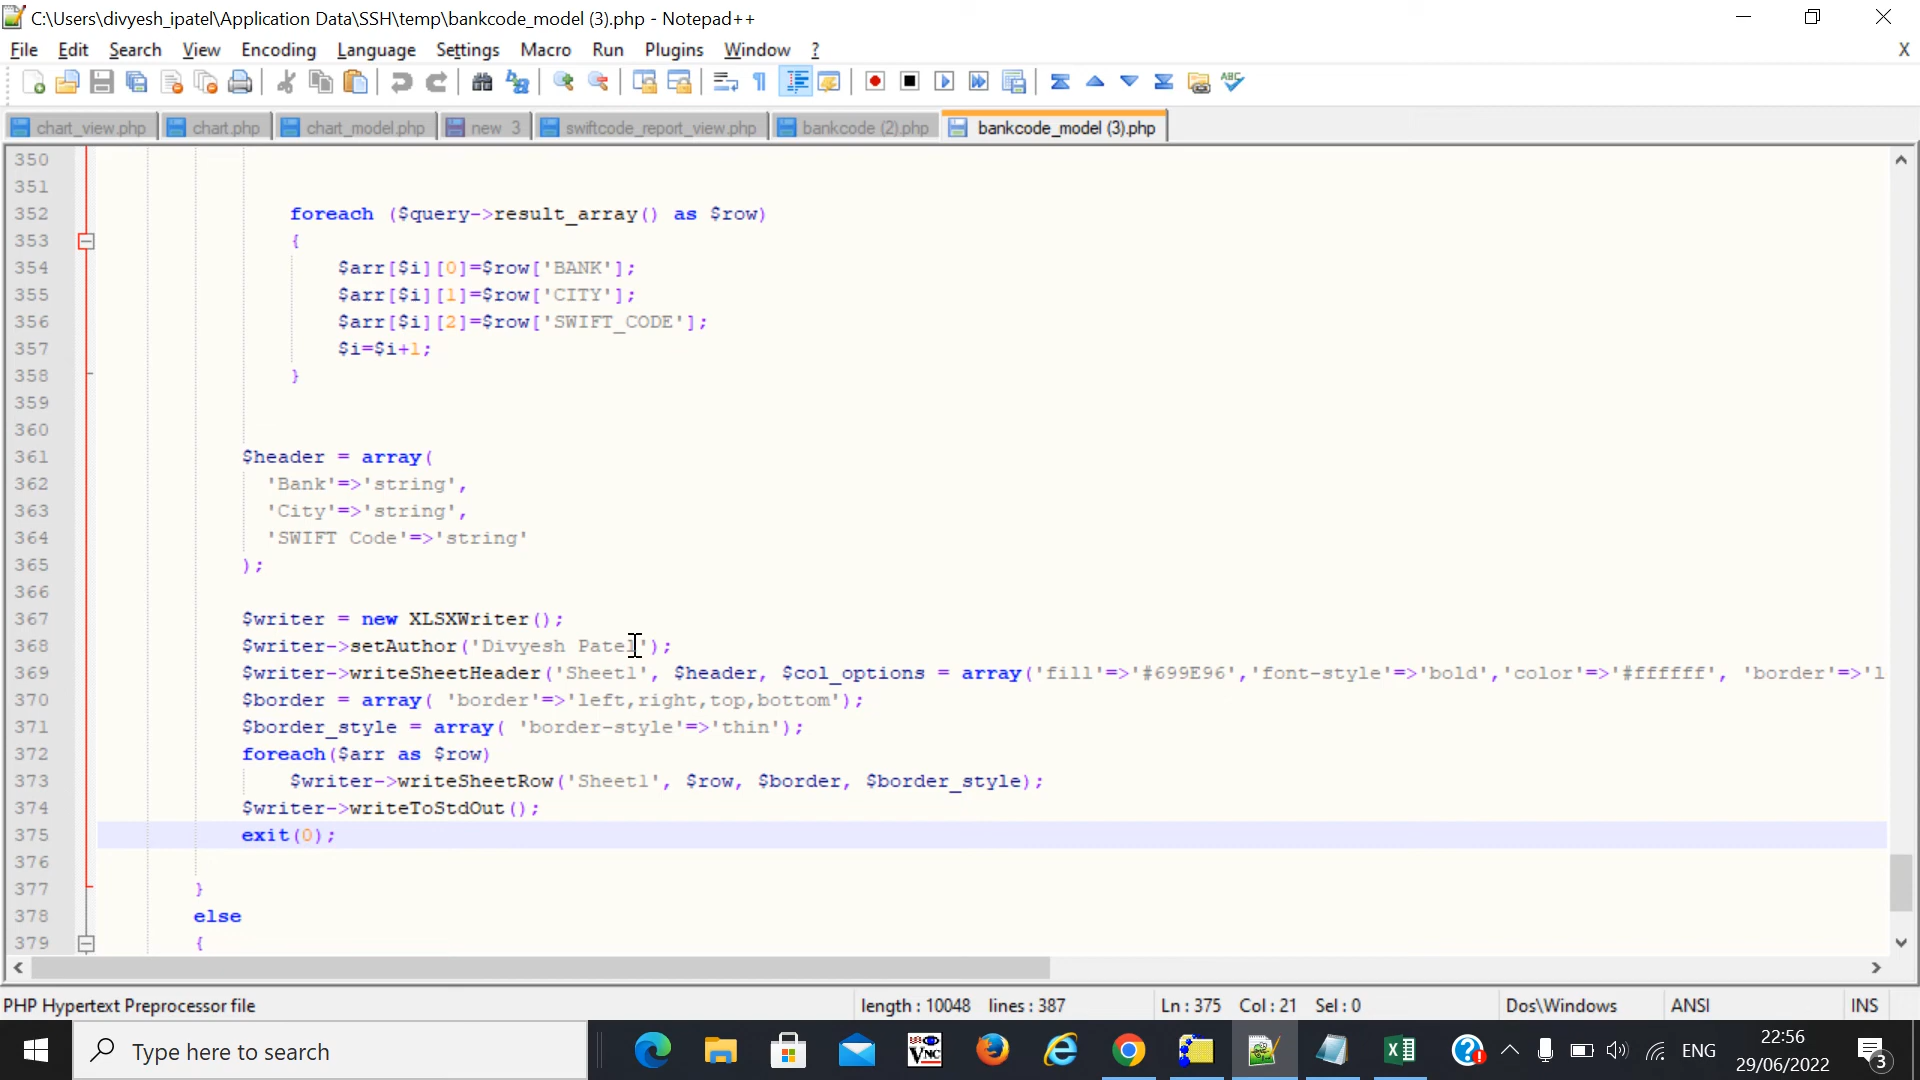 C:\Users\divyesh_ipatel\Application Data\SSH\temp\bankcode_model (3).php - Notepad++
File Edit Search View Encoding Language Settings Macro Run Plugins Window ? X
chart_view.php chart.php chart_model.php new 3 swiftcode_report_view.php bankcode (2).php bankcode_model (3).php
350
351
352 foreach ($query->result_array() as $row)
353 {
354 $arr[$i][0]=$row['BANK'];
355 $arr[$i][1]=$row['CITY'];
356 $arr[$i][2]=$row['SWIFT_CODE'];
357 $i=$i+1;
358 }
359
360
361 $header = array(
362 'Bank'=>'string',
363 'City'=>'string',
364 'SWIFT Code'=>'string'
365 );
366
367 $writer = new XLSXWriter();
368 $writer->setAuthor('Divyesh Patel');
369 $writer->writeSheetHeader('Sheet1', $header, $col_options = array('fill'=>'#699E96','font-style'=>'bold','color'=>'#ffffff', 'border'=>'l
370 $border = array( 'border'=>'left,right,top,bottom');
371 $border_style = array( 'border-style'=>'thin');
372 foreach($arr as $row)
373 $writer->writeSheetRow('Sheet1', $row, $border, $border_style);
374 $writer->writeToStdOut();
375 exit(0);
376
377 }
378 else
379 {
PHP Hypertext Preprocessor file length : 10048 lines : 387 Ln : 375 Col : 21 Sel : 0 Dos\Windows ANSI INS
Type here to search ENG 22:56
29/06/2022 3